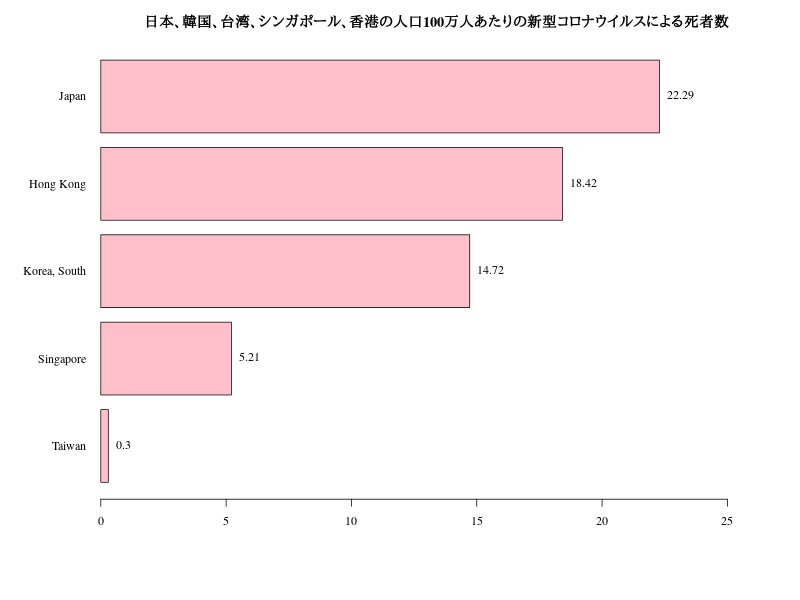 日本、韓国、台湾、シンガポール、香港の人口100万人あたりの新型コロナウイルスによる死者数
Japan 22.29
Hong Kong 18.42
Korea, South 14.72
Singapore 5.21
Taiwan 0.3
0 5 10 15 20 25